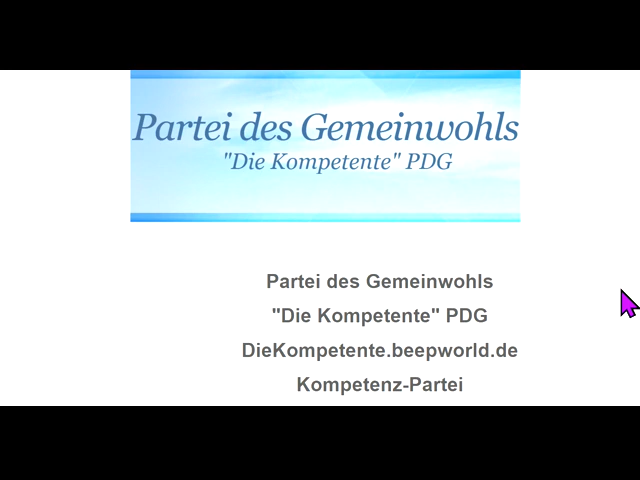 Partei des Gemeinwohls
"Die Kompetente" PDG
Partei des Gemeinwohls
"Die Kompetente" PDG
DieKompetente.beepworld.de
Kompetenz-Partei